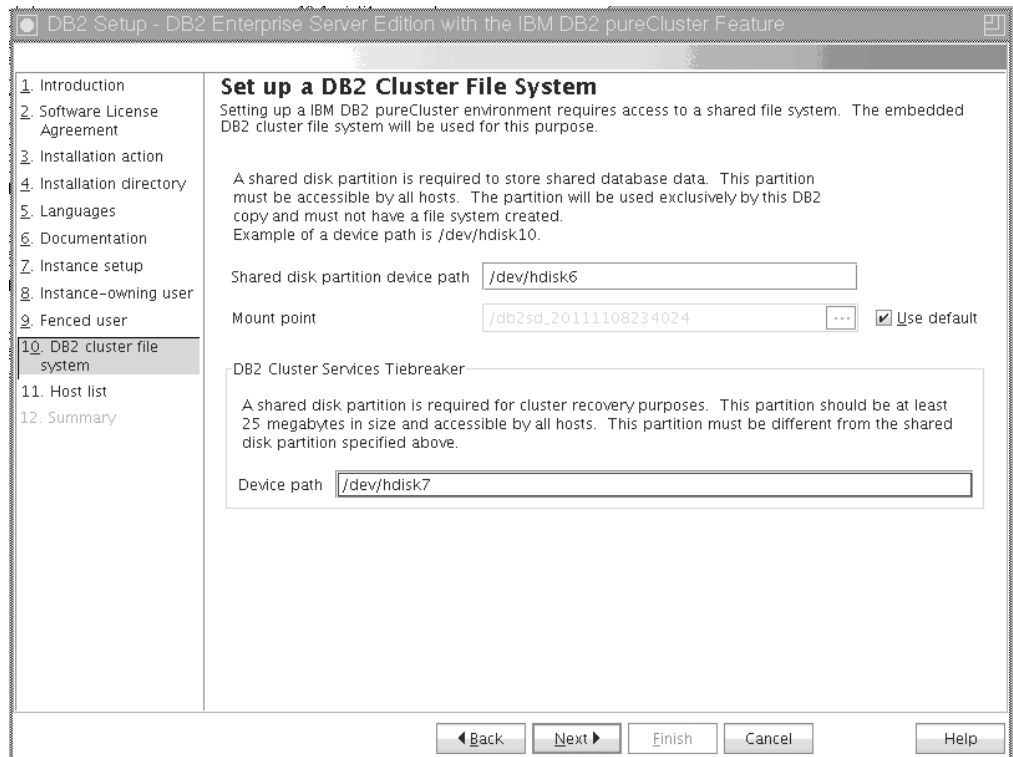 DB2 Setup - DB2 Enterprise Server Edition with the IBM DB2 pureCluster Feature
1. Introduction
2. Software License
Agreement
3. Installation action
4. Installation directory
5. Languages
6. Documentation
7. Instance setup
8. Instance-owning user
9. Fenced user
10. DB2 cluster file
system
11. Host list
12. Summary
Set up a DB2 Cluster File System
Setting up a IBM DB2 pureCluster environment requires access to a shared file system. The embedded
DB2 cluster file system will be used for this purpose.
A shared disk partition is required to store shared database data. This partition
must be accessible by all hosts. The partition will be used exclusively by this DB2
copy and must not have a file system created.
Example of a device path is /dev/hdisk10.
Shared disk partition device path /dev/hdisk6
Mount point /db2sd_20111108234024 ... Use default
DB2 Cluster Services Tiebreaker
A shared disk partition is required for cluster recovery purposes. This partition should be at least
25 megabytes in size and accessible by all hosts. This partition must be different from the shared
disk partition specified above.
Device path /dev/hdisk7
Back Next Finish Cancel Help